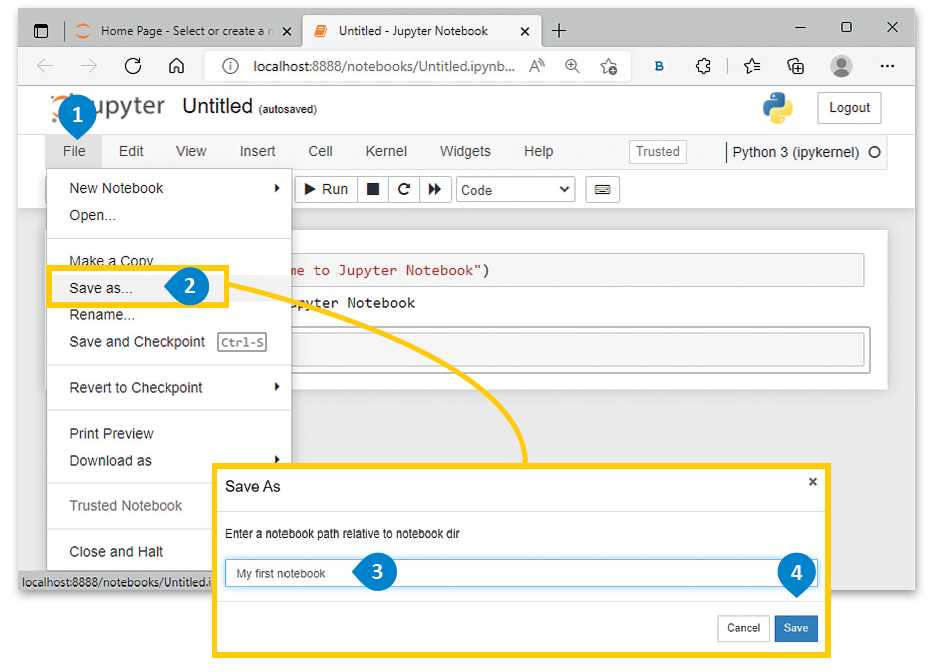 Home Page - Select or create a n
Untitled - Jupyter Notebook
localhost:8888/notebooks/Untitled.ipynb...
B
1
upyter Untitled (autosaved)
Logout
File Edit View Insert Cell Kernel Widgets Help Trusted Python 3 (ipykernel)
New Notebook
Run
Code
Open...
Make a Copy...
me to Jupyter Notebook")
Save as... 2
upyter Notebook
Rename...
Save and Checkpoint Ctrl-S
Revert to Checkpoint
Print Preview
Download as
Trusted Notebook
Close and Halt
localhost:8888/notebooks/Untitled.i
Save As
Enter a notebook path relative to notebook dir
My first notebook 3
4
Cancel Save